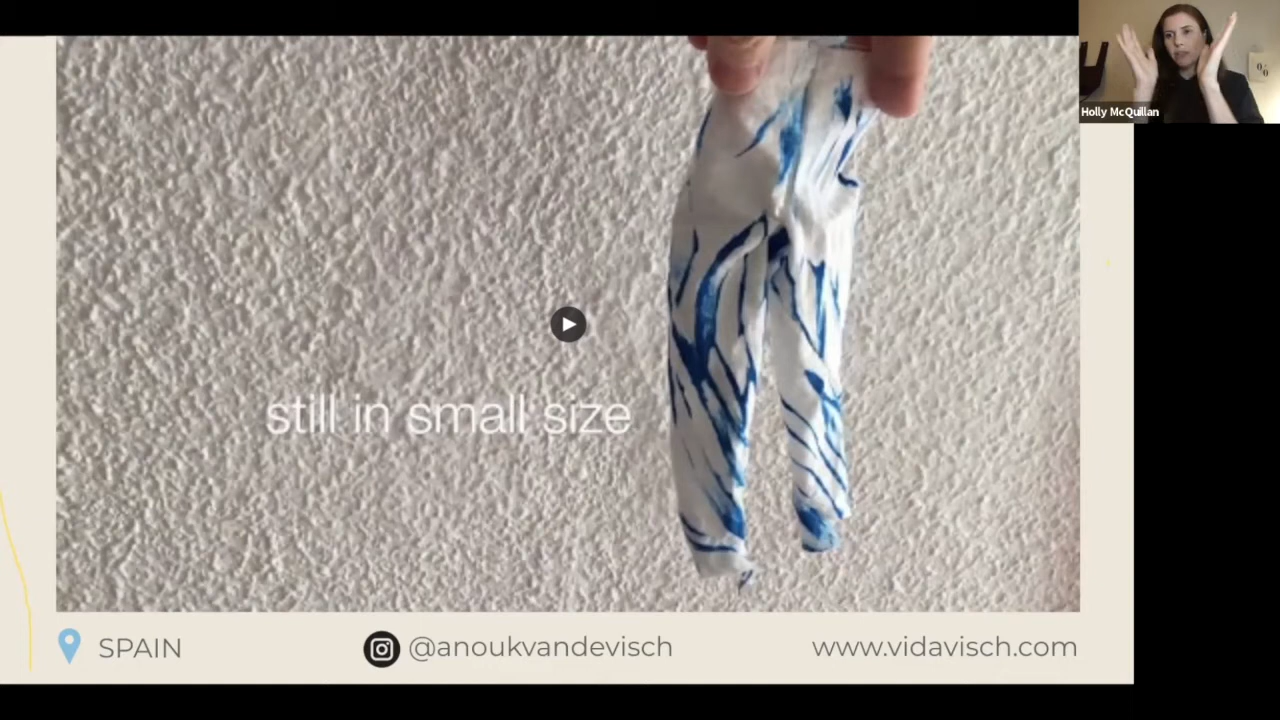 Holly McQuillan
still in small size
SPAIN
@anoukvandevisch
www.vidavisch.com